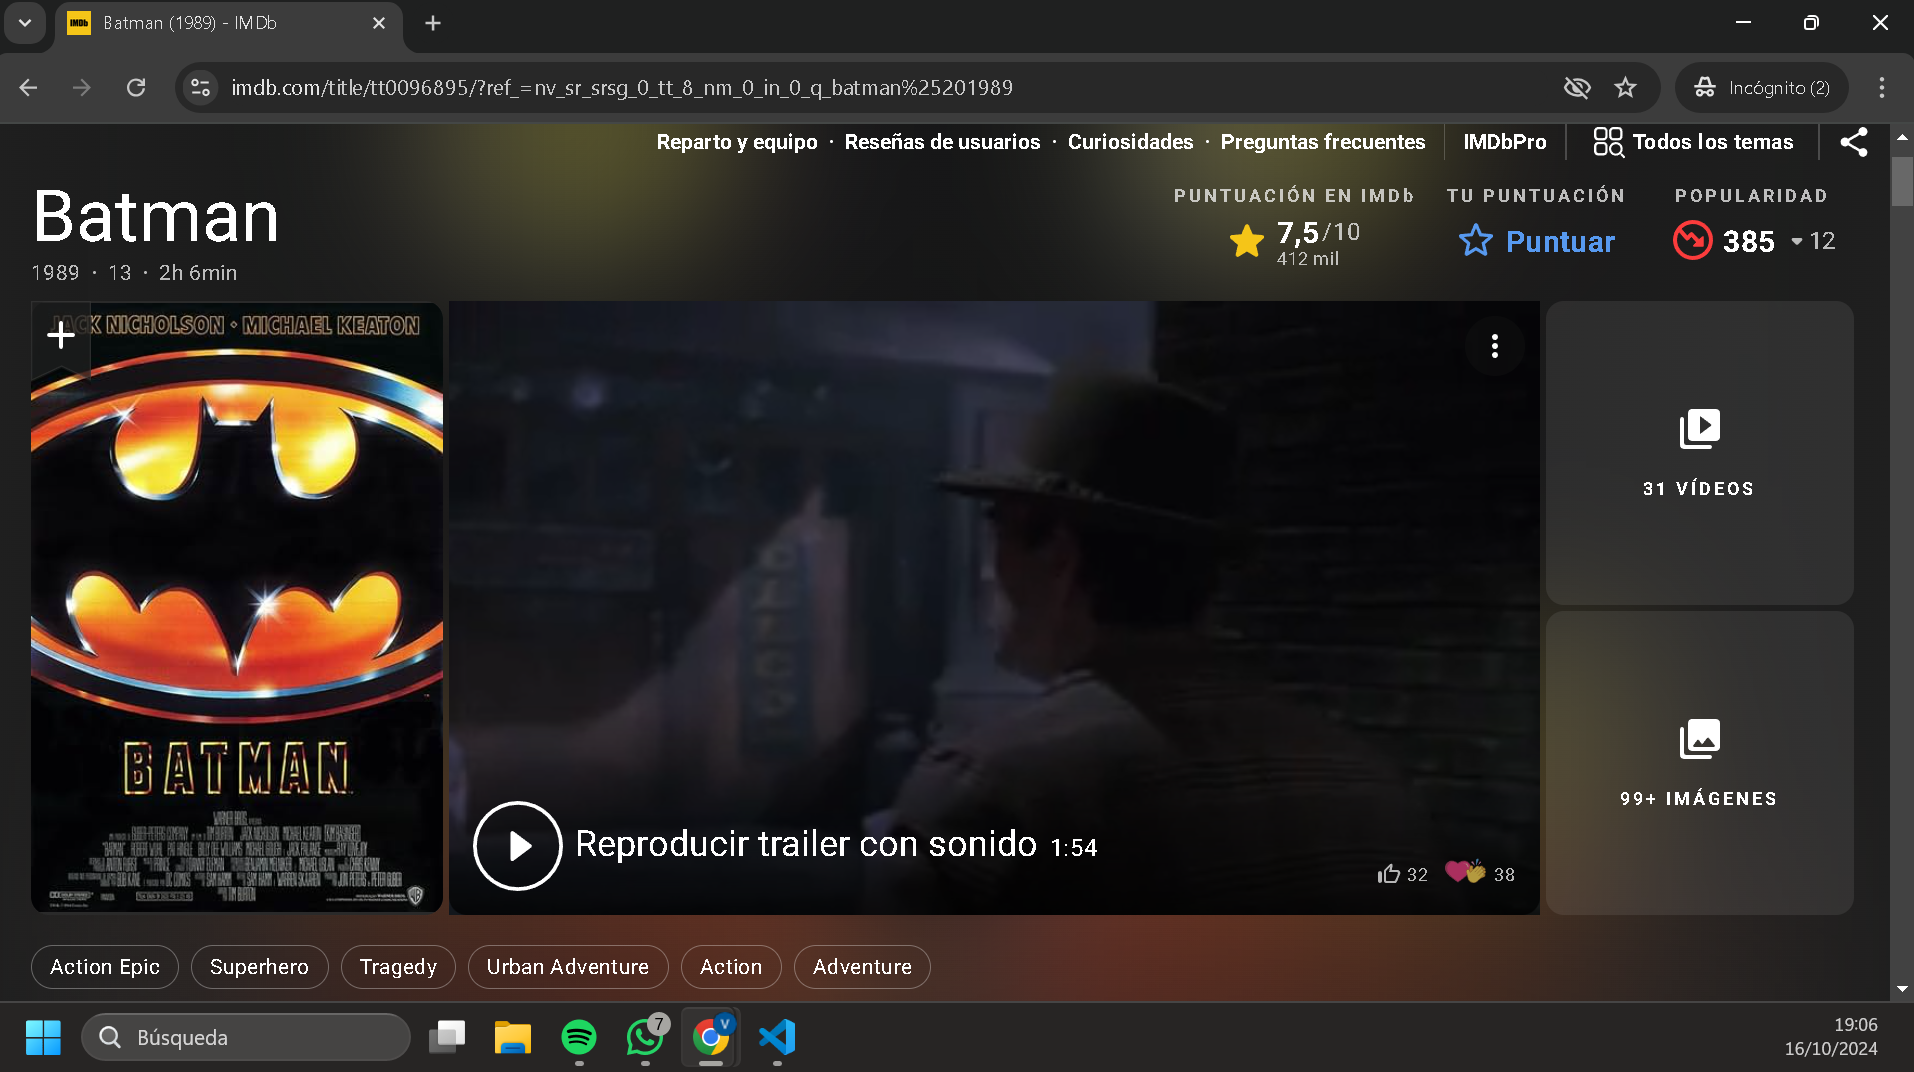 IMDb
Batman (1989) - IMDb
imdb.com/title/tt0096895/?ref_=nv_sr_srsg_0_tt_8_nm_0_in_0_q_batman%25201989
Incógnito (2)
Reparto y equipo · Reseñas de usuarios · Curiosidades · Preguntas frecuentes
IMDbPro
Todos los temas
Batman
1989 · 13 · 2h 6min
PUNTUACIÓN EN IMDb
7,5/10
412 mil
TU PUNTUACIÓN
Puntuar
POPULARIDAD
385
12
JACK NICHOLSON · MICHAEL KEATON
BATMAN
WARNER BROS.
Reproducir trailer con sonido 1:54
32
38
31 VÍDEOS
99+ IMÁGENES
Action Epic
Superhero
Tragedy
Urban Adventure
Action
Adventure
Búsqueda
7
V
19:06
16/10/2024